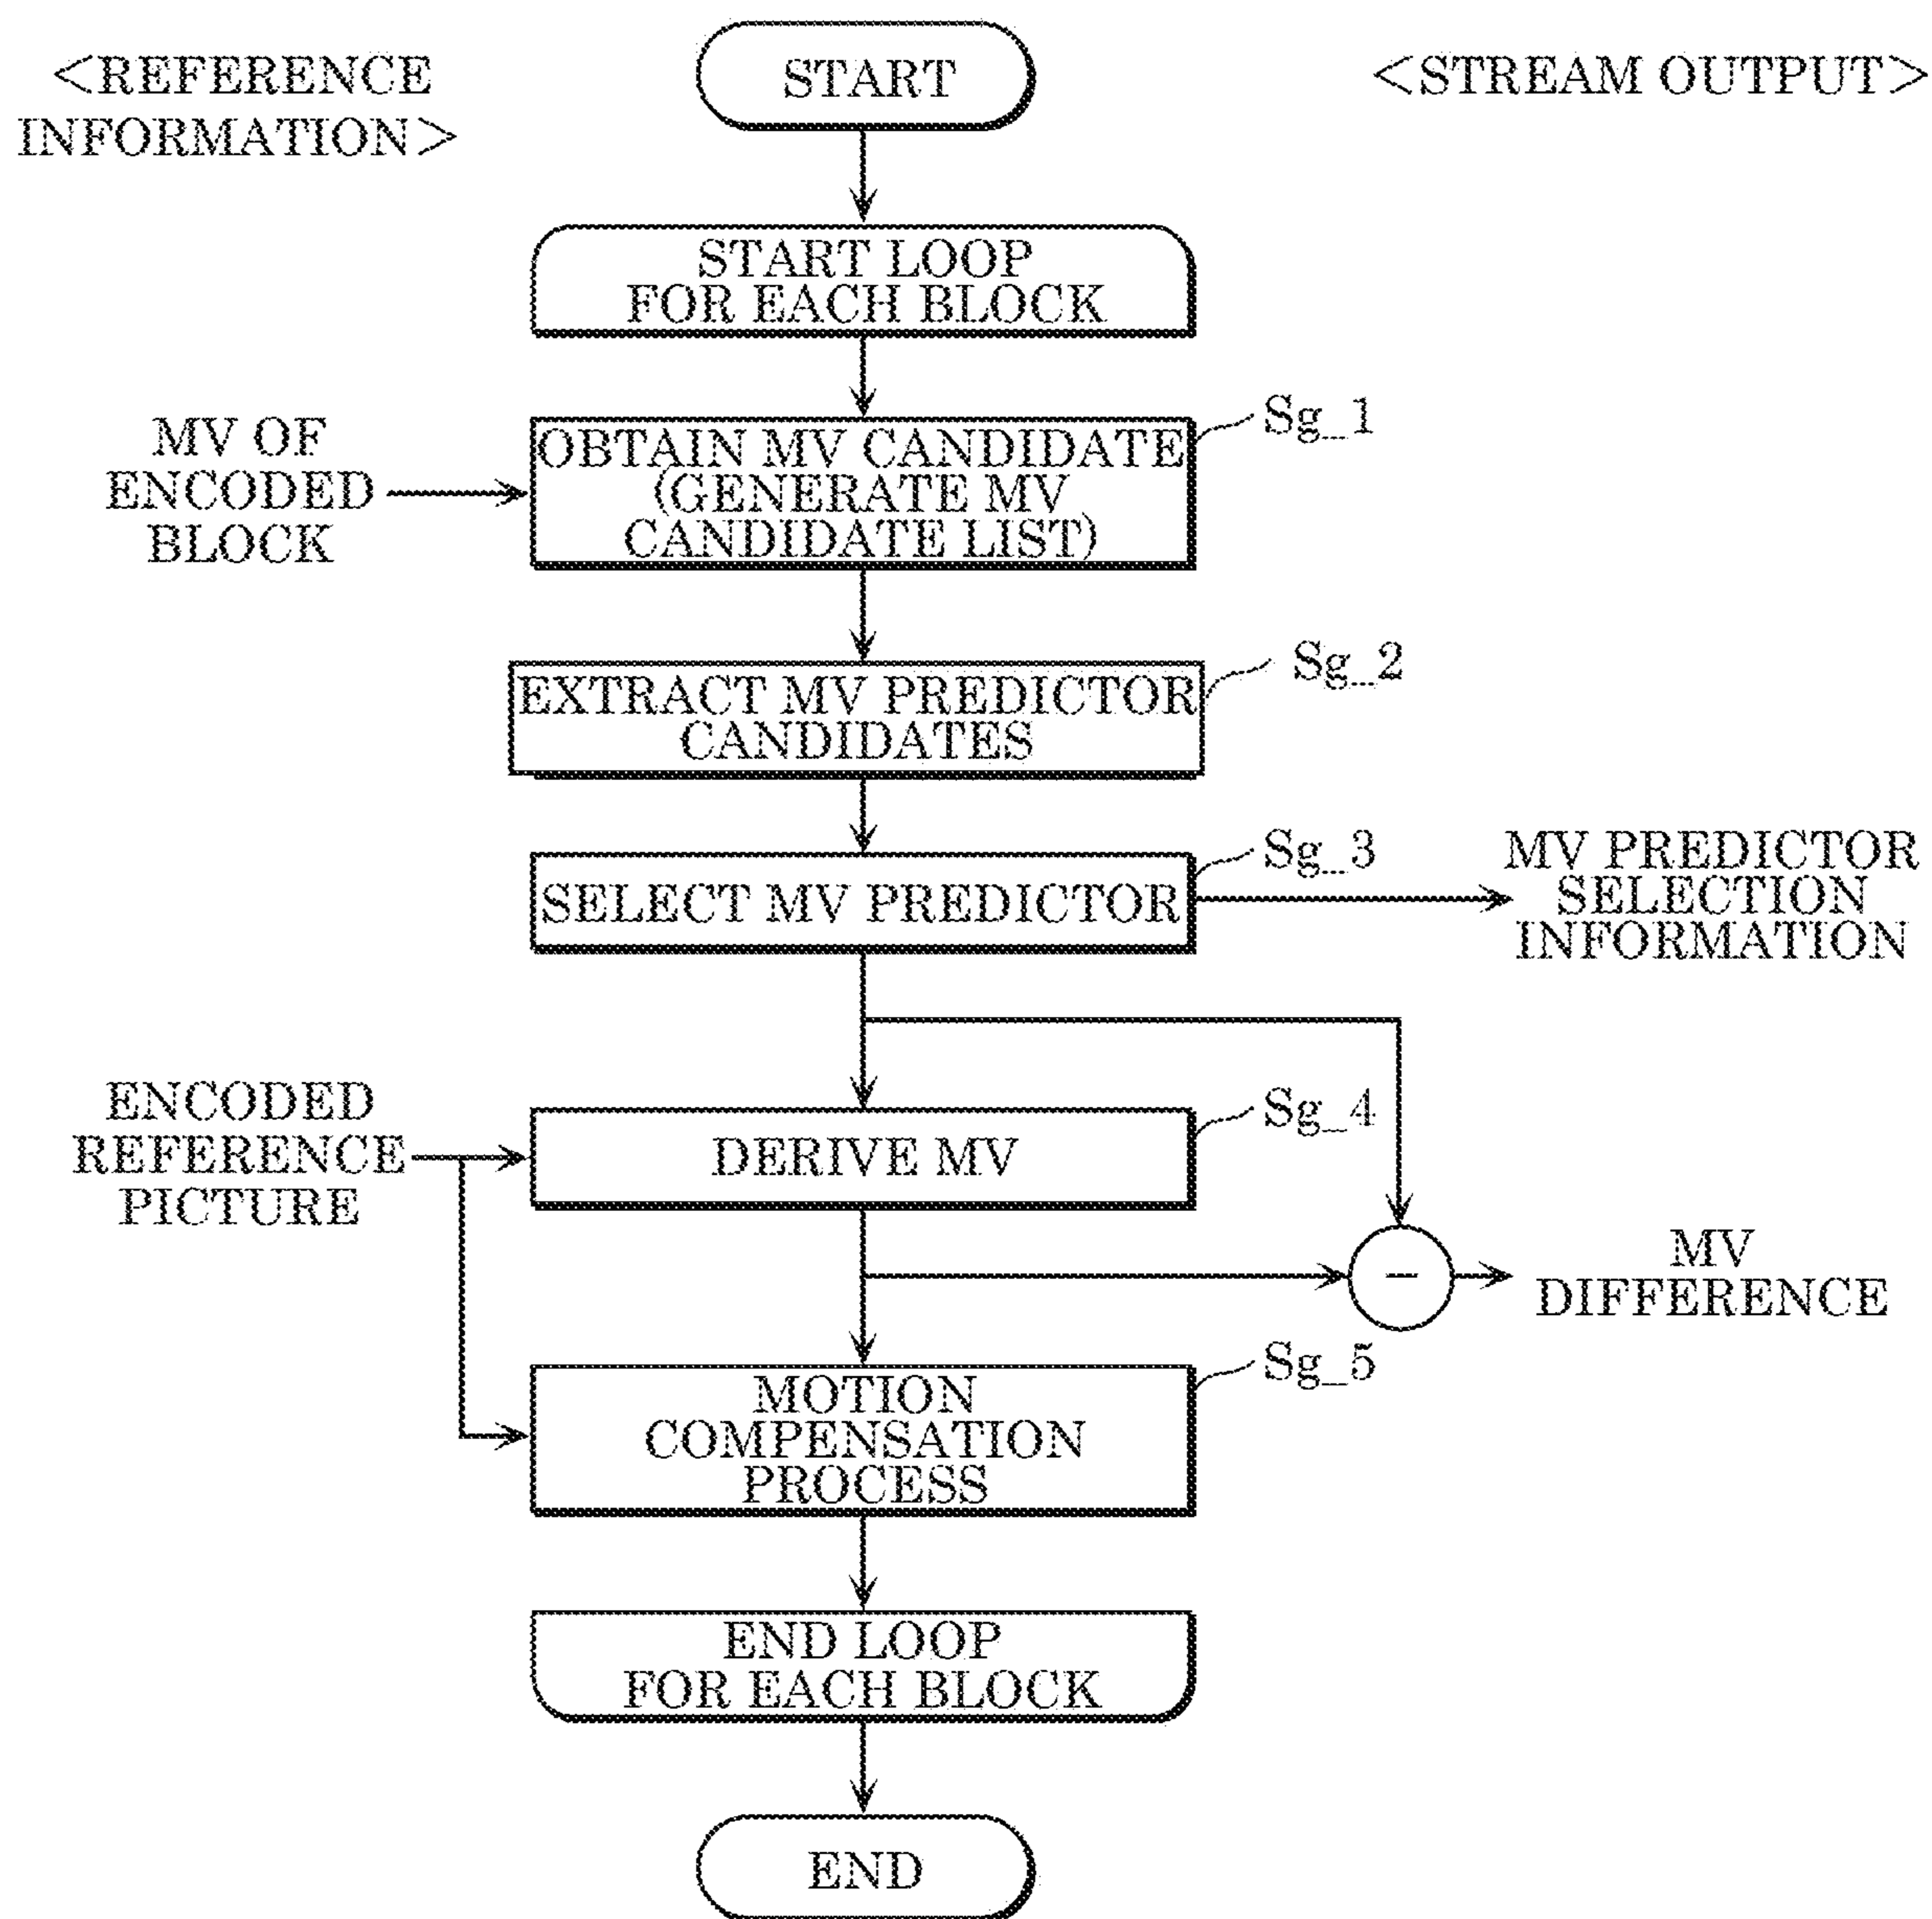 <REFERENCE
INFORMATION>
START
<STREAM OUTPUT>
START LOOP
FOR EACH BLOCK
MV OF
ENCODED
BLOCK
OBTAIN MV CANDIDATE
(GENERATE MV
CANDIDATE LIST)
Sg_1
EXTRACT MV PREDICTOR
CANDIDATES
Sg_2
SELECT MV PREDICTOR
Sg_3
MV PREDICTOR
SELECTION
INFORMATION
ENCODED
REFERENCE
PICTURE
DERIVE MV
Sg_4
−
MV
DIFFERENCE
MOTION
COMPENSATION
PROCESS
Sg_5
END LOOP
FOR EACH BLOCK
END